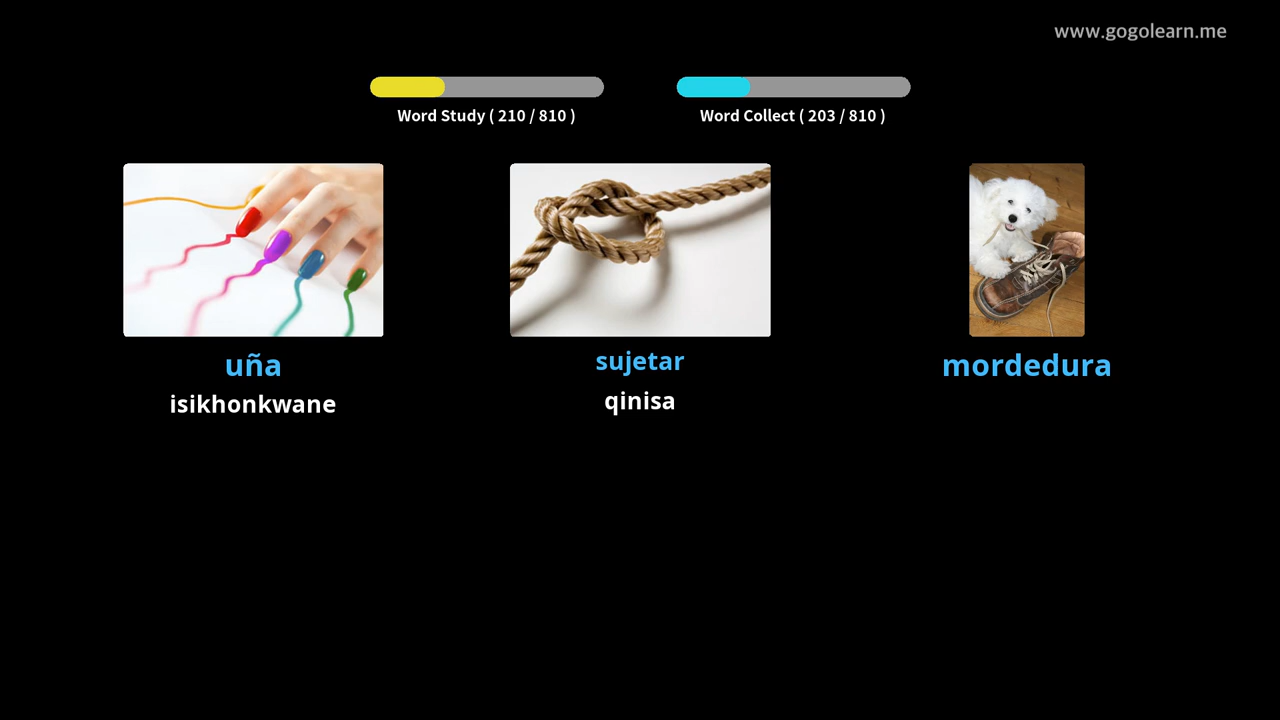 www.gogolearn.me
Word Study ( 210 / 810 )
Word Collect ( 203 / 810 )
uña
isikhonkwane
sujetar
qinisa
mordedura